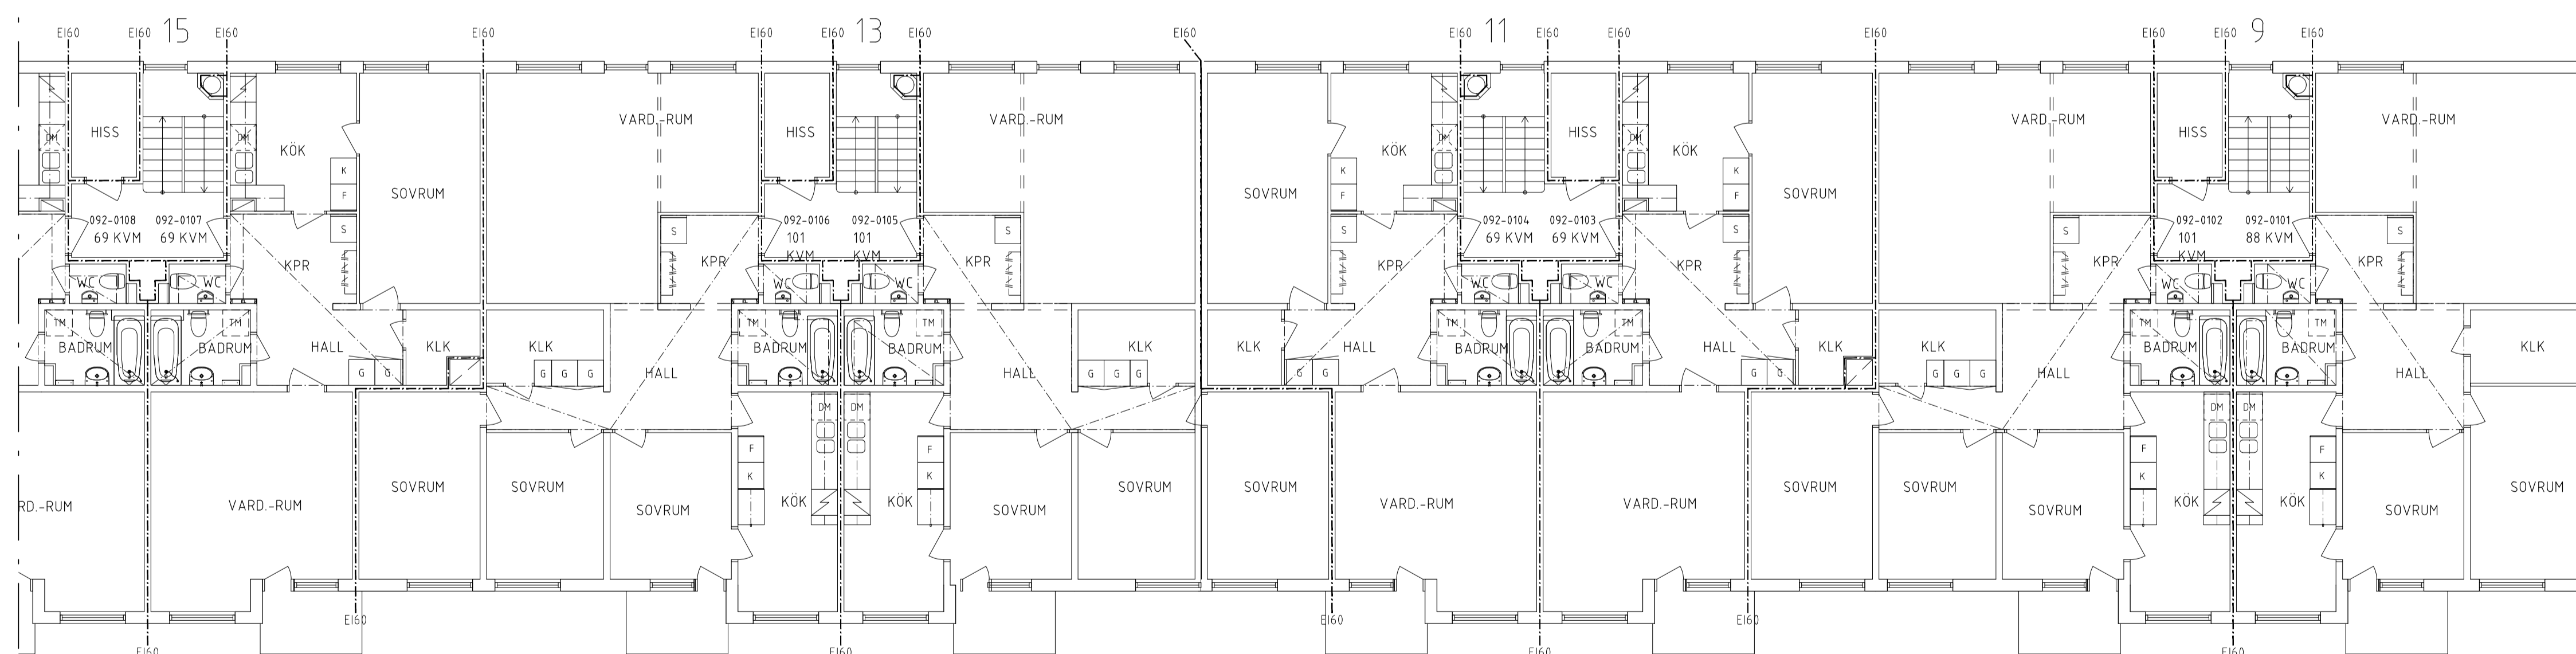 15 13 11 9
EI60 EI60 EI60 EI60 EI60 EI60 EI60 EI60 EI60 EI60 EI60 EI60 EI60 EI60 EI60
VARD.-RUM VARD.-RUM VARD.-RUM VARD.-RUM
HISS HISS HISS HISS HISS
DM DM DM DM
KÖK KÖK KÖK
K K K
SOVRUM SOVRUM SOVRUM SOVRUM
F F F
092-0108 092-0107 092-0106 092-0105 092-0104 092-0103 092-0102 092-0101
69 KVM 69 KVM 101 101 69 KVM 69 KVM 101 88 KVM
KVM KVM KVM
S S S S S S S
KPR KPR KPR KPR KPR KPR KPR
WC WC WC WC WC WC WC WC
TM TM TM TM TM TM TM TM
BADRUM BADRUM HALL KLK KLK BADRUM BADRUM KLK KLK HALL BADRUM BADRUM HALL KLK KLK BADRUM BADRUM KLK
G G G G G HALL HALL G G G G G G G G G G HALL HALL
DM DM DM DM
F F F F
K K K K
SOVRUM SOVRUM SOVRUM SOVRUM SOVRUM SOVRUM SOVRUM
RD.-RUM VARD.-RUM SOVRUM KÖK KÖK SOVRUM VARD.-RUM VARD.-RUM SOVRUM KÖK KÖK SOVRUM
EI60 EI60 EI60
EI60 EI60 EI60 EI60